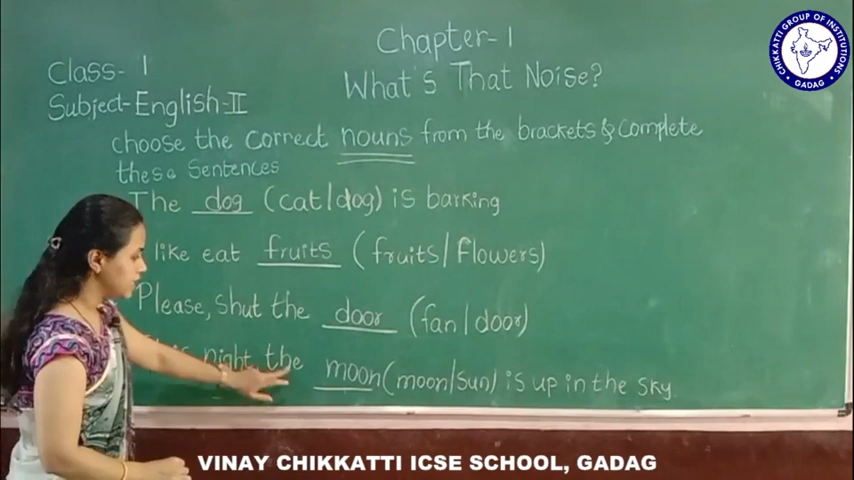 Chapter-1
Class- 1
What's That Noise?
Subject-English-II
choose the correct nouns from the brackets & complete
these Sentences
The dog (cat/dog) is barking
like eat fruits (fruits/Flowers)
Please, shut the door (fan/door)
is night, the moon (moon/sun) is up in the sky.
CHIKKATTI GROUP OF INSTITUTIONS
GADAG
VINAY CHIKKATTI ICSE SCHOOL, GADAG